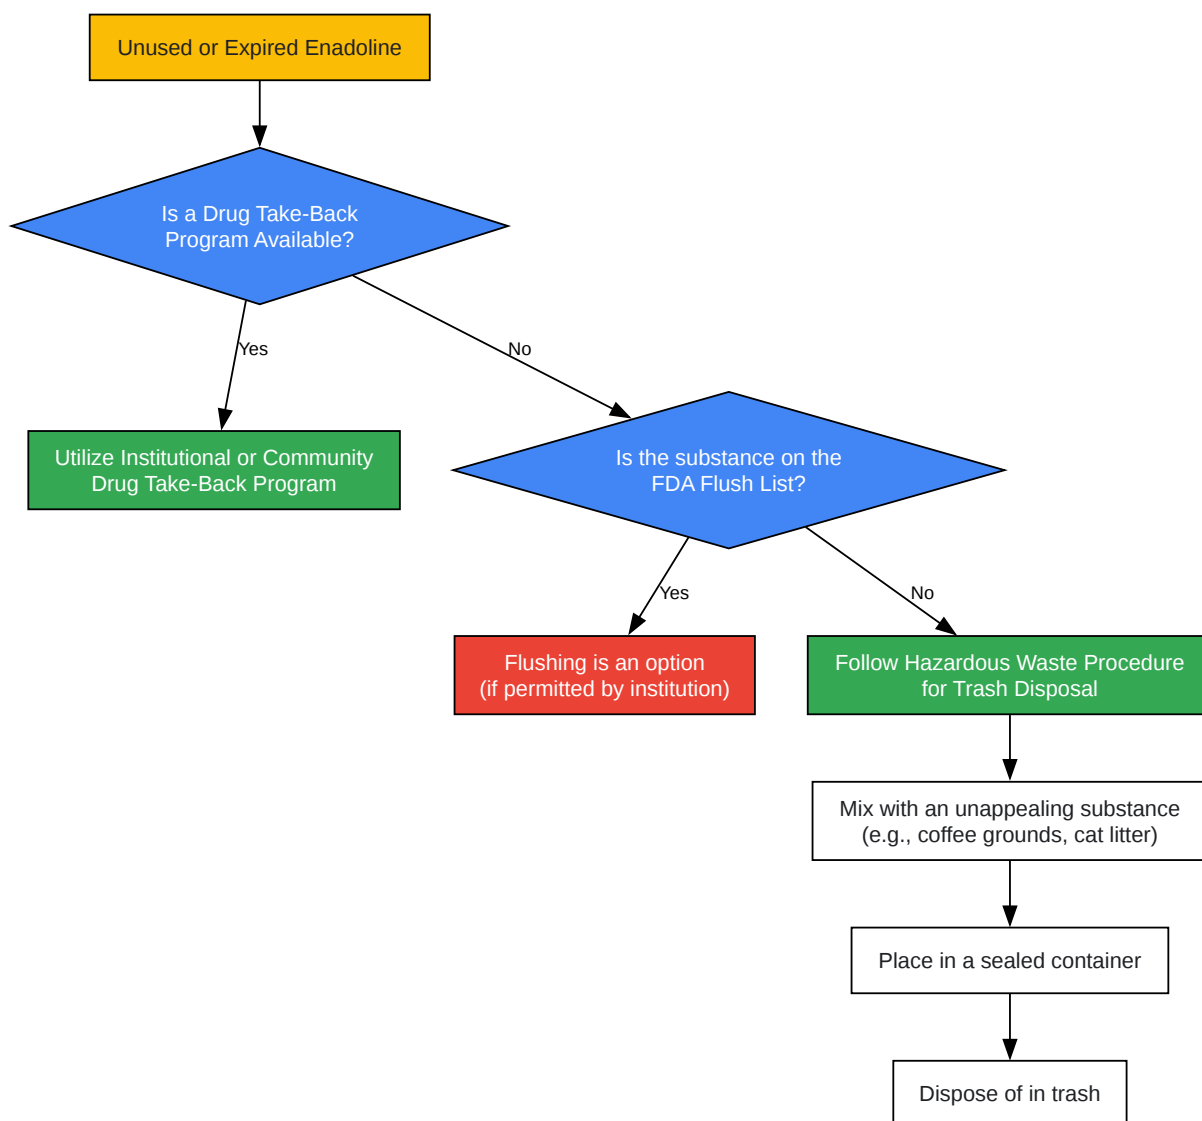 Unused or Expired Enadoline
Is a Drug Take-Back
Program Available?
Yes
No
Utilize Institutional or Community
Drug Take-Back Program
Is the substance on the
FDA Flush List?
Yes
No
Flushing is an option
(if permitted by institution)
Follow Hazardous Waste Procedure
for Trash Disposal
Mix with an unappealing substance
(e.g., coffee grounds, cat litter)
Place in a sealed container
Dispose of in trash